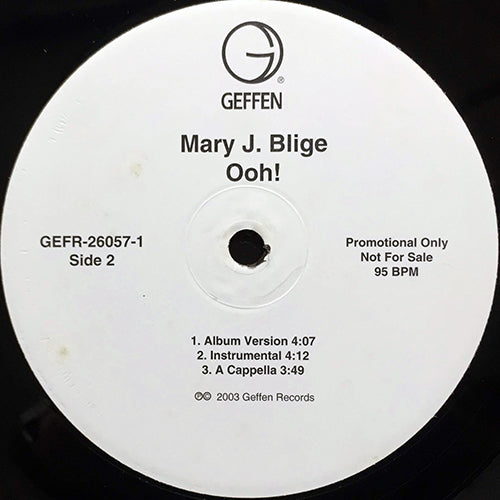 G®
GEFFEN
Mary J. Blige
Ooh!
GEFR-26057-1
Side 2
Promotional Only
Not For Sale
95 BPM
1. Album Version 4:07
2. Instrumental 4:12
3. A Cappella 3:49
℗© 2003 Geffen Records